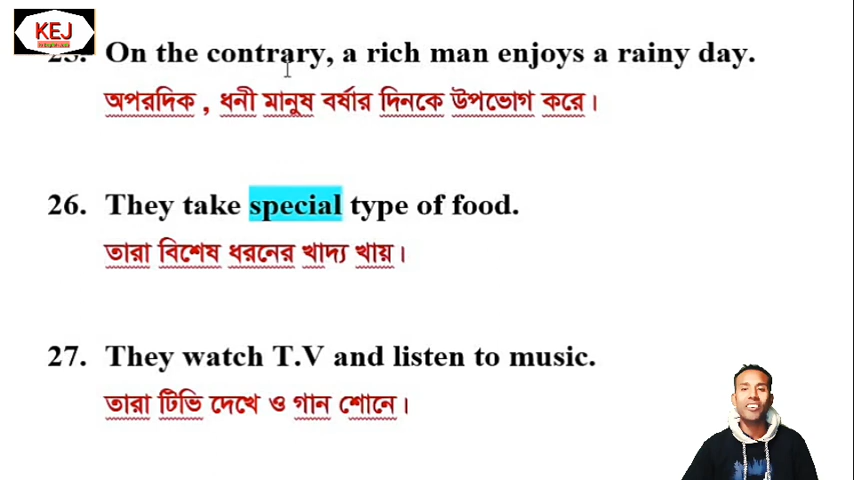 KEJ
25. On the contrary, a rich man enjoys a rainy day.
অপরদিক , ধনী মানুষ বর্ষার দিনকে উপভোগ করে।
26. They take special type of food.
তারা বিশেষ ধরনের খাদ্য খায়।
27. They watch T.V and listen to music.
তারা টিভি দেখে ও গান শোনে।